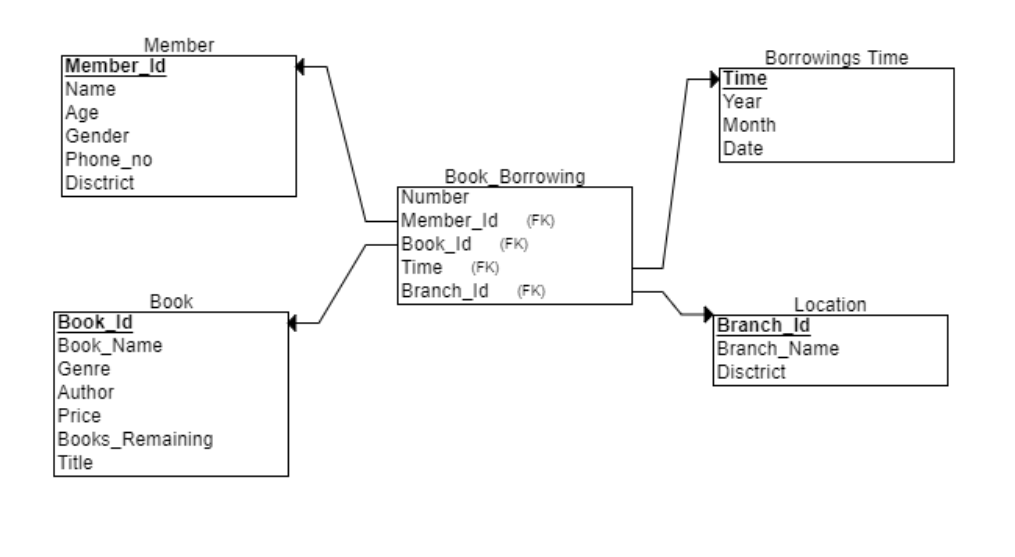 Member
Member_Id
Name
Age
Gender
Phone_no
Disctrict
Borrowings Time
Time
Year
Month
Date
Book_Borrowing
Number
Member_Id (FK)
Book_Id (FK)
Time (FK)
Branch_Id (FK)
Book
Book_Id
Book_Name
Genre
Author
Price
Books_Remaining
Title
Location
Branch_Id
Branch_Name
Disctrict